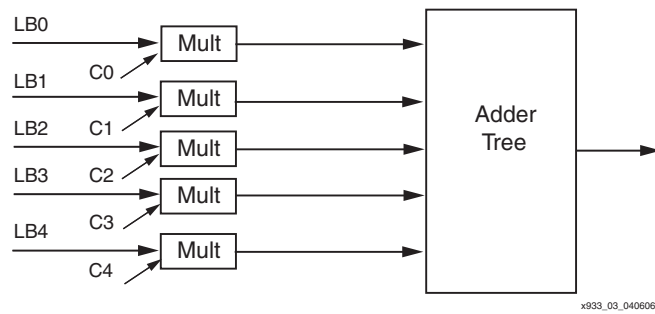 LB0
Mult
C0
LB1
Mult
C1
LB2
Mult
C2
LB3
Mult
C3
LB4
Mult
C4
Adder
Tree
x933_03_040606